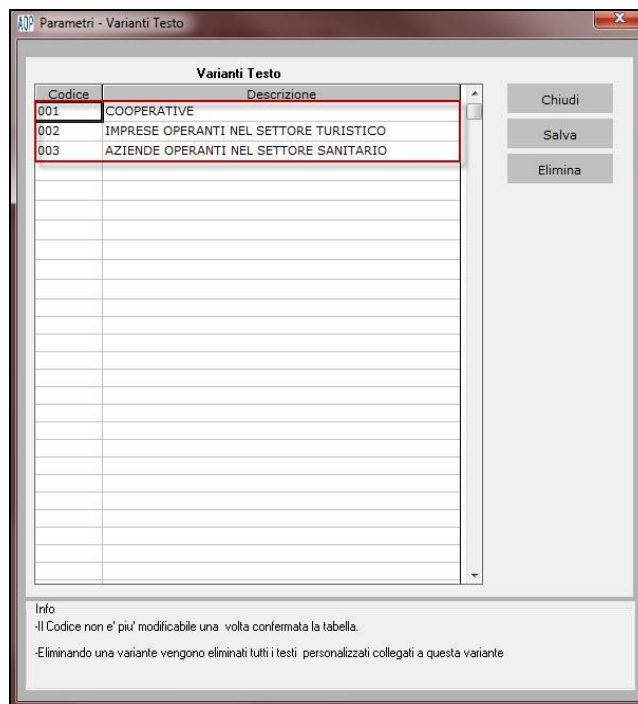 AOP Parametri - Varianti Testo
Varianti Testo
Codice Descrizione
001 COOPERATIVE
002 IMPRESE OPERANTI NEL SETTORE TURISTICO
003 AZIENDE OPERANTI NEL SETTORE SANITARIO
Chiudi
Salva
Elimina
Info
-Il Codice non e' piu' modificabile una volta confermata la tabella.
-Eliminando una variante vengono eliminati tutti i testi personalizzati collegati a questa variante